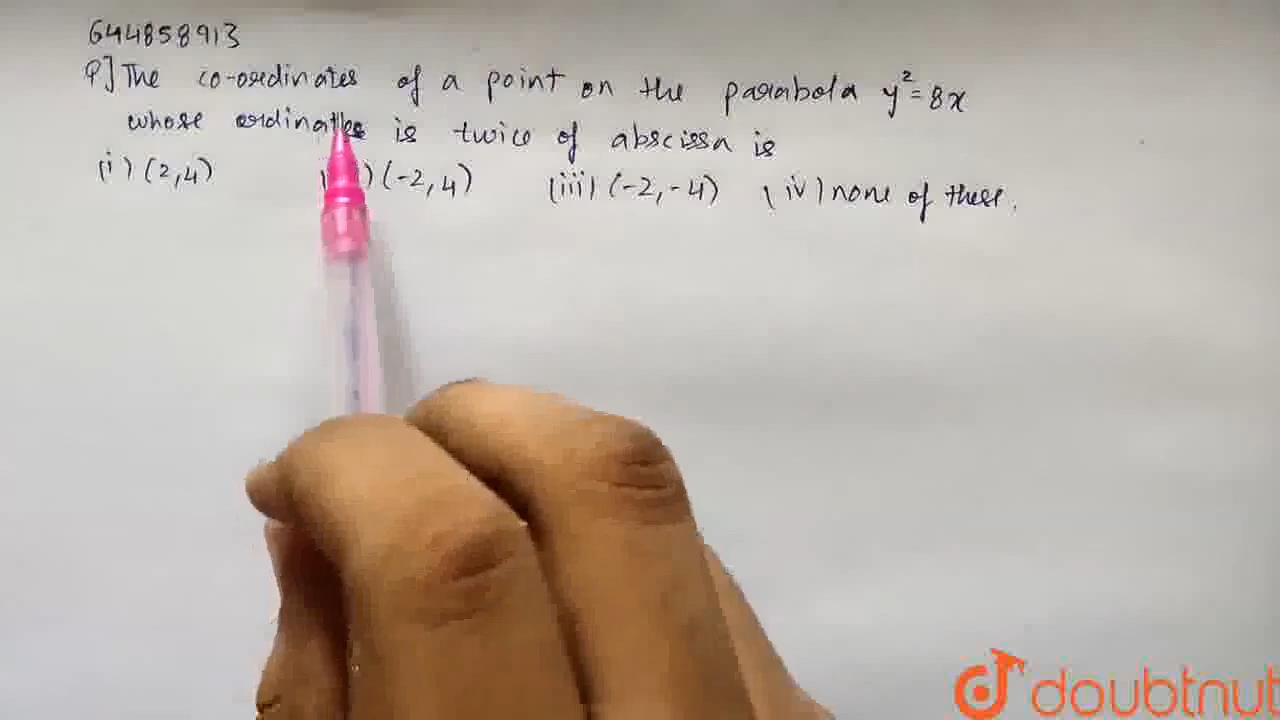 644858913
Q] The co-ordinates of a point on the parabola y² = 8x
whose ordinates is twice of abscissa is
(i) (2,4) ) (-2,4) (iii) (-2,-4) (iv) none of these.
doubtnut